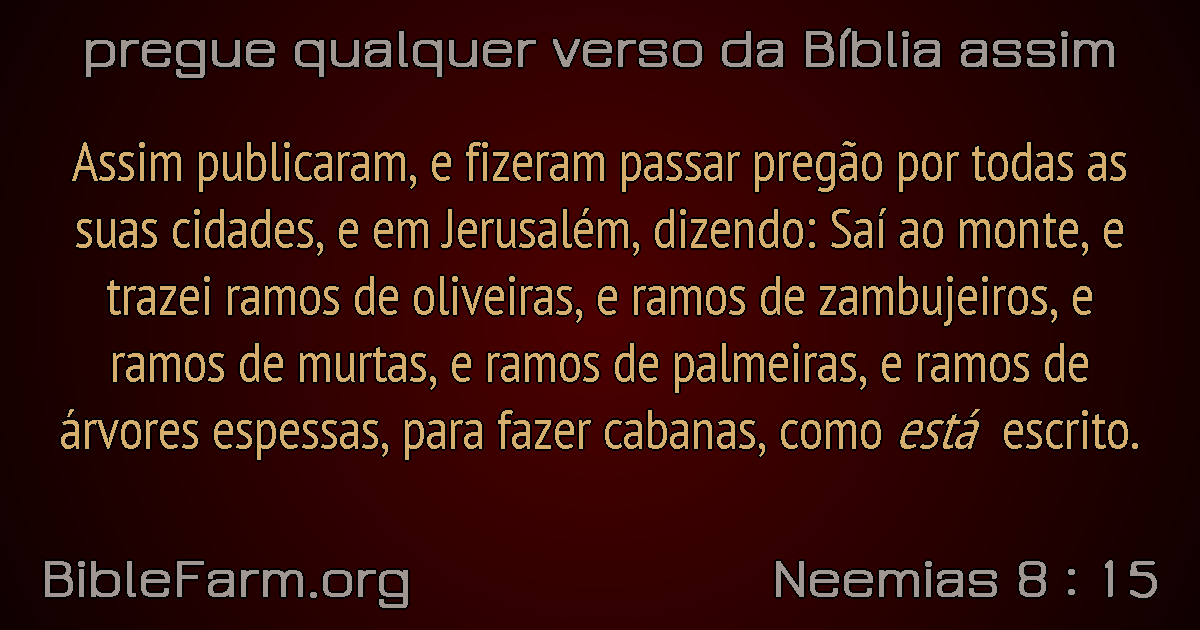 pregue qualquer verso da Bíblia assim
Assim publicaram, e fizeram passar pregão por todas as
suas cidades, e em Jerusalém, dizendo: Saí ao monte, e
trazei ramos de oliveiras, e ramos de zambujeiros, e
ramos de murtas, e ramos de palmeiras, e ramos de
árvores espessas, para fazer cabanas, como está escrito.
BibleFarm.org
Neemias 8 : 15